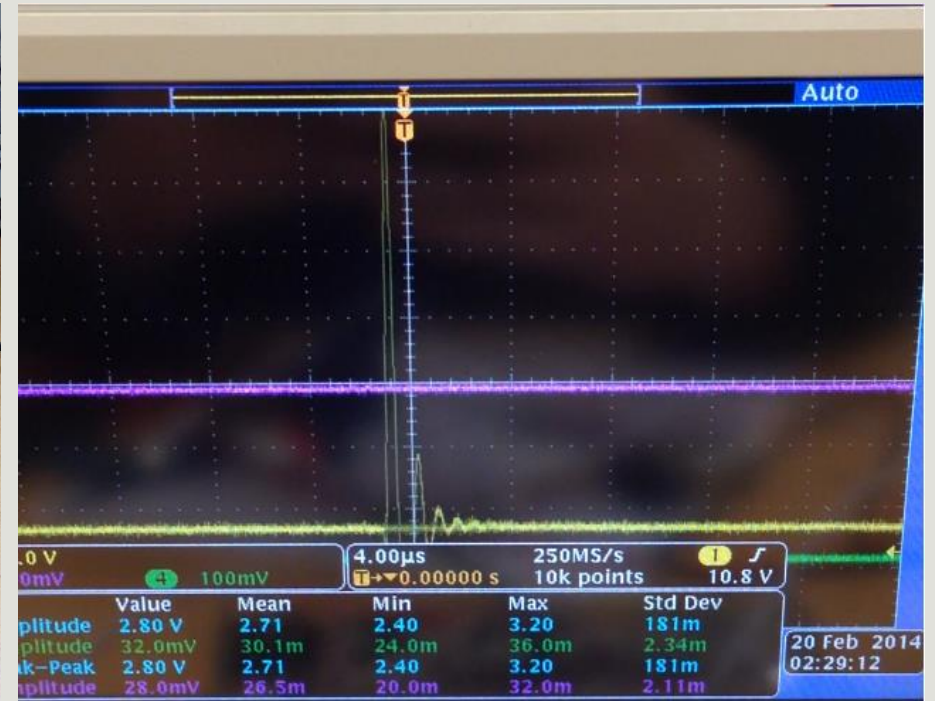 Auto
T
T
.0 V 4.00µs 250MS/s 1 10.8 V
0mV 4 100mV T→▼0.00000 s 10k points
Value Mean Min Max Std Dev
plitude 2.80 V 2.71 2.40 3.20 181m
plitude 32.0mV 30.1m 24.0m 36.0m 2.34m
ak-Peak 2.80 V 2.71 2.40 3.20 181m
plitude 28.0mV 26.5m 20.0m 32.0m 2.11m
20 Feb 2014
02:29:12